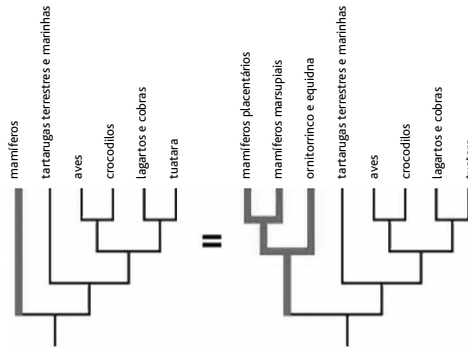 mamíferos
tartarugas terrestres e marinhas
aves
crocodilos
lagartos e cobras
tuatara
=
mamíferos placentários
mamíferos marsupiais
ornitorrinco e equidna
tartarugas terrestres e marinhas
aves
crocodilos
lagartos e cobras